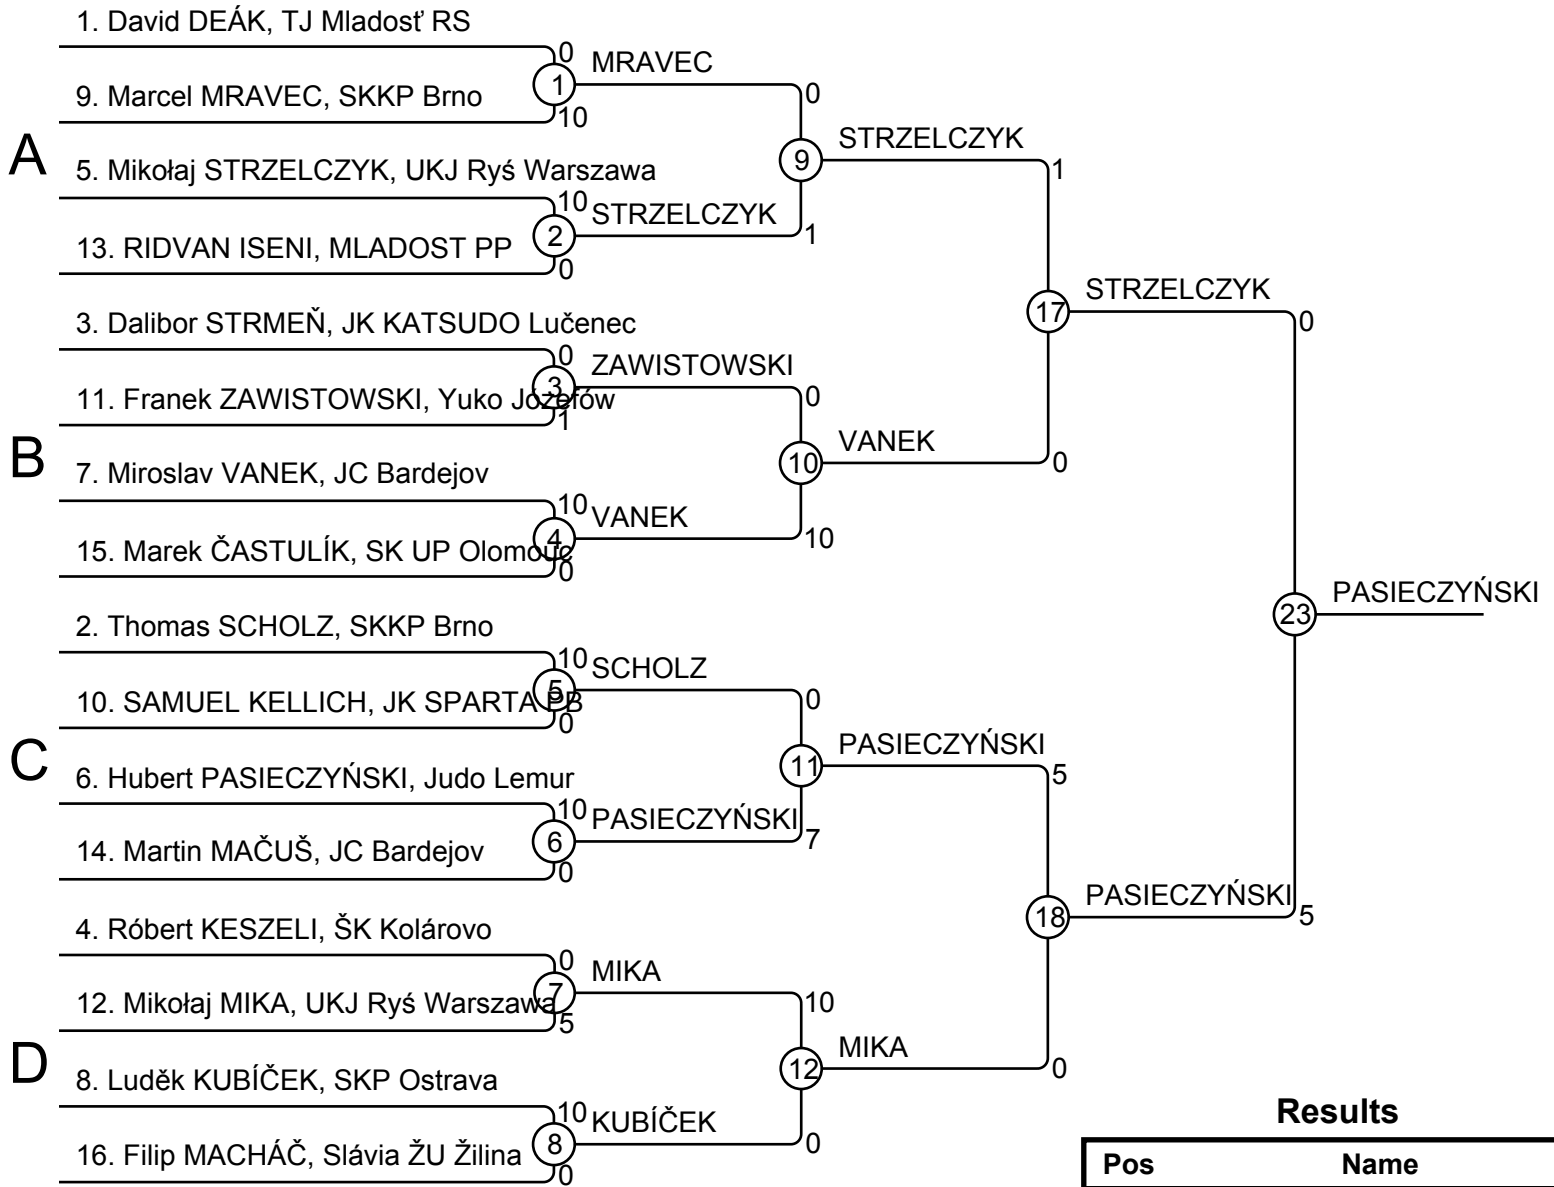 1. David DEÁK, TJ Mladosť RS
0
MRAVEC
1
9. Marcel MRAVEC, SKKP Brno
10
0
A
STRZELCZYK
9
5. Mikołaj STRZELCZYK, UKJ Ryś Warszawa
1
10
STRZELCZYK
2
1
13. RIDVAN ISENI, MLADOST PP
0
STRZELCZYK
17
0
3. Dalibor STRMEŇ, JK KATSUDO Lučenec
0
ZAWISTOWSKI
3
11. Franek ZAWISTOWSKI, Yuko Józefów
1
0
B
VANEK
10
0
7. Miroslav VANEK, JC Bardejov
10
VANEK
4
10
15. Marek ČASTULÍK, SK UP Olomouc
0
PASIECZYŃSKI
23
2. Thomas SCHOLZ, SKKP Brno
10
SCHOLZ
5
0
10. SAMUEL KELLICH, JK SPARTA PB
0
C
PASIECZYŃSKI
11
5
6. Hubert PASIECZYŃSKI, Judo Lemur
10
PASIECZYŃSKI
6
7
14. Martin MAČUŠ, JC Bardejov
0
PASIECZYŃSKI
18
5
4. Róbert KESZELI, ŠK Kolárovo
0
MIKA
7
12. Mikołaj MIKA, UKJ Ryś Warszawa
5
10
D
MIKA
12
0
8. Luděk KUBÍČEK, SKP Ostrava
10
KUBÍČEK
8
0
16. Filip MACHÁČ, Slávia ŽU Žilina
0
Results
Pos Name